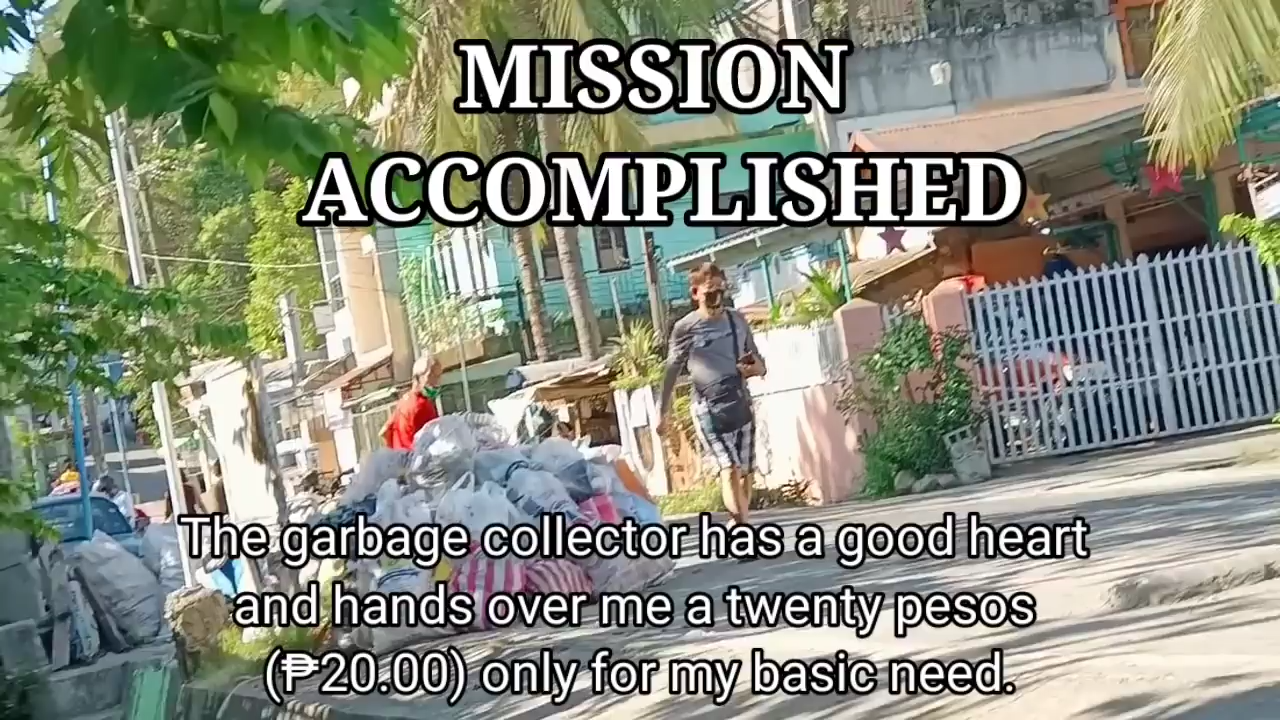 MISSION
ACCOMPLISHED
The garbage collector has a good heart
and hands over me a twenty pesos
(₱20.00) only for my basic need.